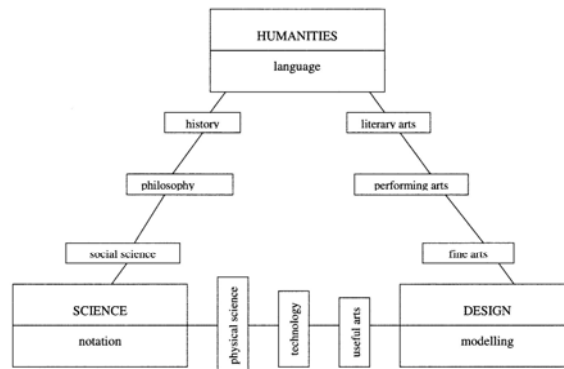 HUMANITIES
language
history
literary arts
philosophy
performing arts
social science
fine arts
SCIENCE
notation
physical science
technology
useful arts
DESIGN
modelling